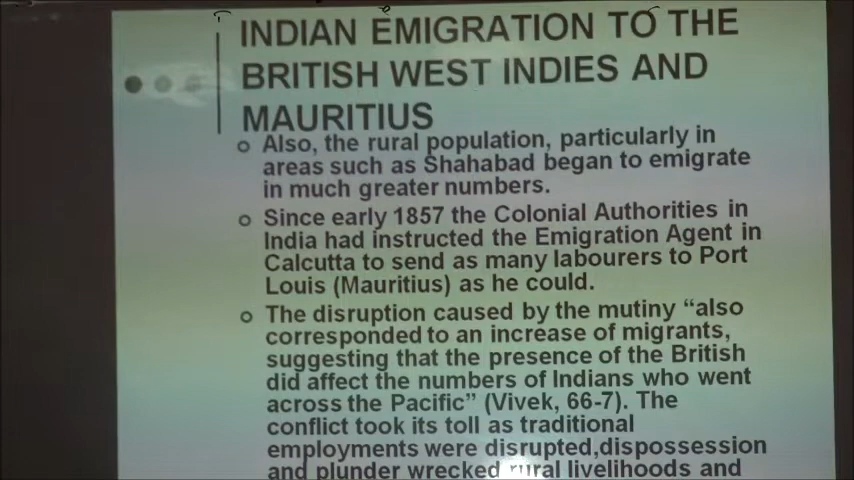 INDIAN EMIGRATION TO THE
BRITISH WEST INDIES AND
MAURITIUS
Also, the rural population, particularly in
areas such as Shahabad began to emigrate
in much greater numbers.
Since early 1857 the Colonial Authorities in
India had instructed the Emigration Agent in
Calcutta to send as many labourers to Port
Louis (Mauritius) as he could.
The disruption caused by the mutiny “also
corresponded to an increase of migrants,
suggesting that the presence of the British
did affect the numbers of Indians who went
across the Pacific” (Vivek, 66-7). The
conflict took its toll as traditional
employments were disrupted,dispossession
and plunder wrecked rural livelihoods and